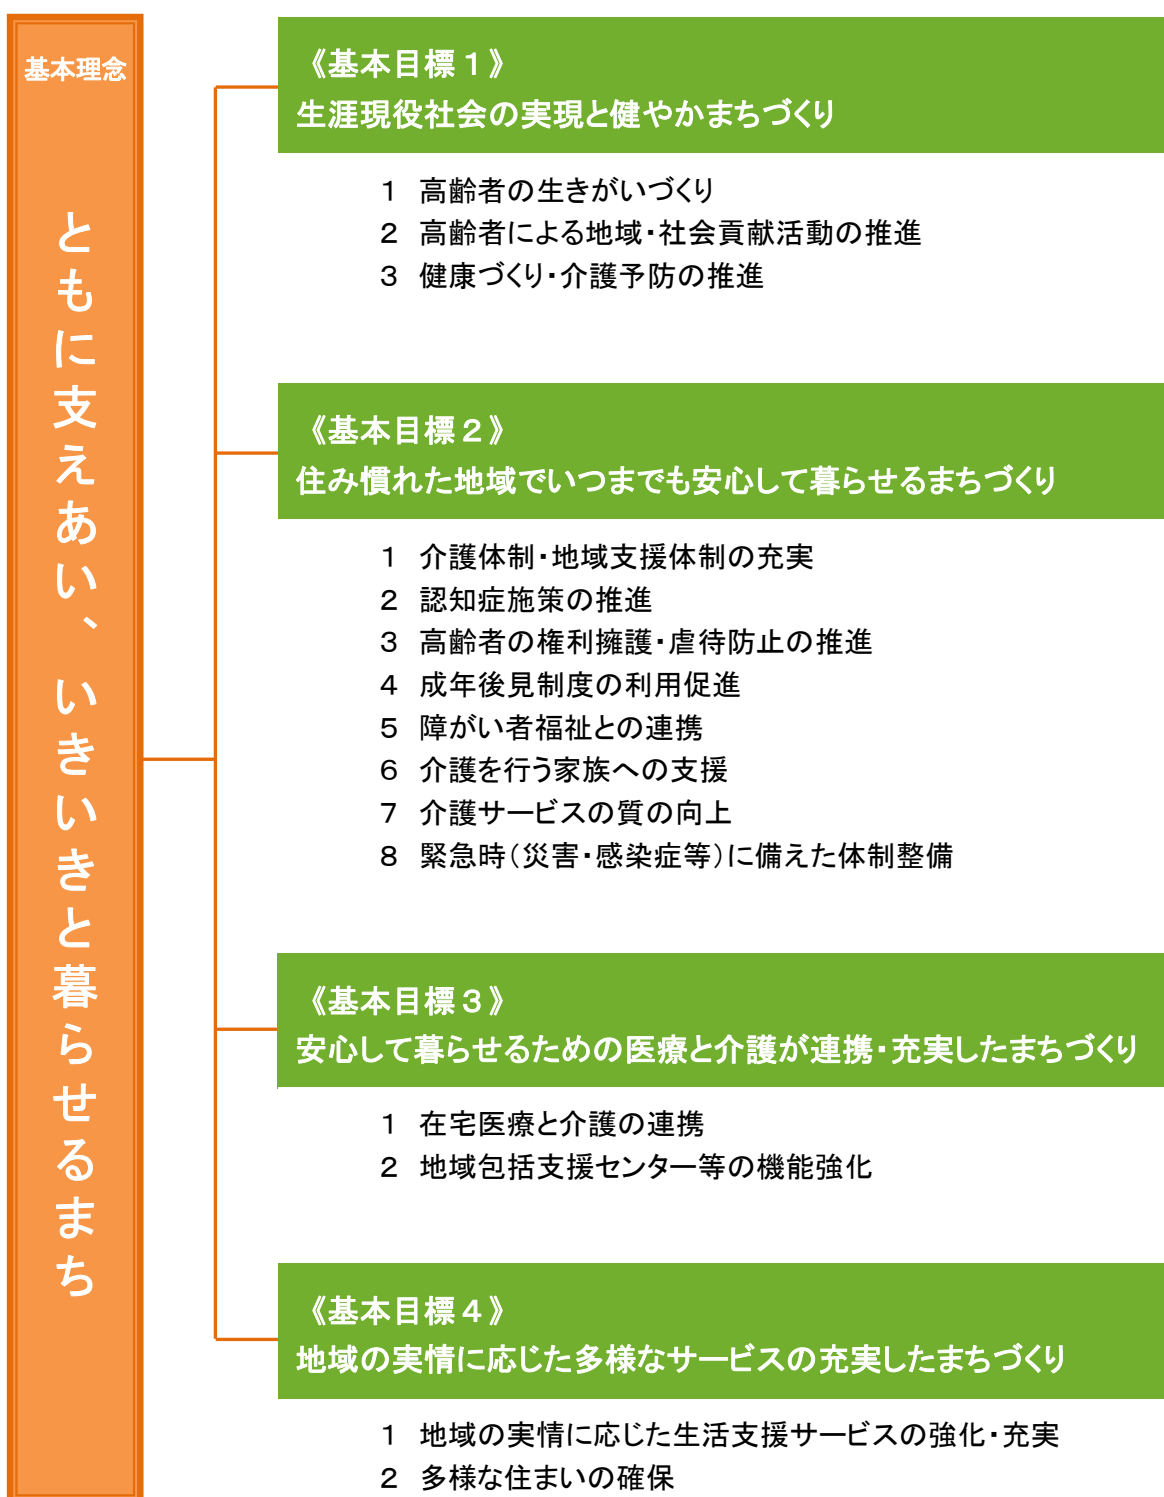 基本理念
ともに支えあい、いきいきと暮らせるまち
《基本目標１》
生涯現役社会の実現と健やかまちづくり
１　高齢者の生きがいづくり
２　高齢者による地域・社会貢献活動の推進
３　健康づくり・介護予防の推進
《基本目標２》
住み慣れた地域でいつまでも安心して暮らせるまちづくり
１　介護体制・地域支援体制の充実
２　認知症施策の推進
３　高齢者の権利擁護・虐待防止の推進
４　成年後見制度の利用促進
５　障がい者福祉との連携
６　介護を行う家族への支援
７　介護サービスの質の向上
８　緊急時（災害・感染症等）に備えた体制整備
《基本目標３》
安心して暮らせるための医療と介護が連携・充実したまちづくり
１　在宅医療と介護の連携
２　地域包括支援センター等の機能強化
《基本目標４》
地域の実情に応じた多様なサービスの充実したまちづくり
１　地域の実情に応じた生活支援サービスの強化・充実
２　多様な住まいの確保